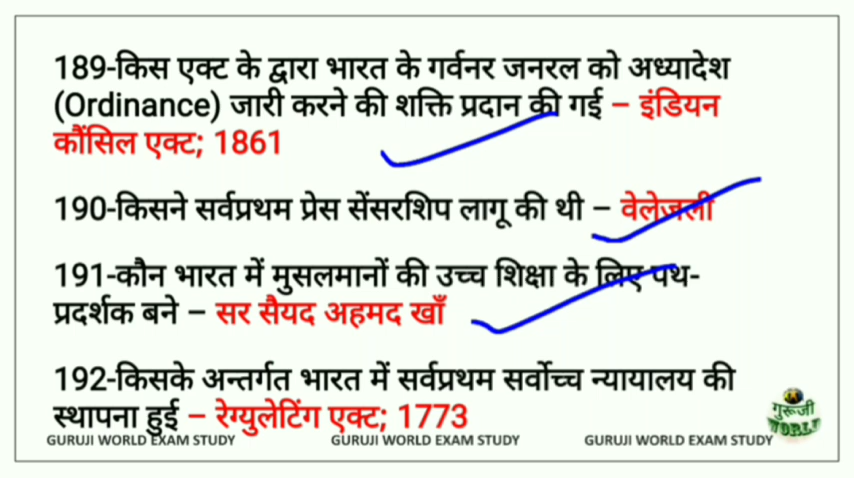 189-किस एक्ट के द्वारा भारत के गर्वनर जनरल को अध्यादेश
(Ordinance) जारी करने की शक्ति प्रदान की गई – इंडियन
कौंसिल एक्ट; 1861
190-किसने सर्वप्रथम प्रेस सेंसरशिप लागू की थी – वेलेजली
191-कौन भारत में मुसलमानों की उच्च शिक्षा के लिए पथ-
प्रदर्शक बने – सर सैयद अहमद खाँ
192-किसके अन्तर्गत भारत में सर्वप्रथम सर्वोच्च न्यायालय की
स्थापना हुई – रेग्युलेटिंग एक्ट; 1773
गुरूजी
WORLD
GURUJI WORLD EXAM STUDY GURUJI WORLD EXAM STUDY GURUJI WORLD EXAM STUDY